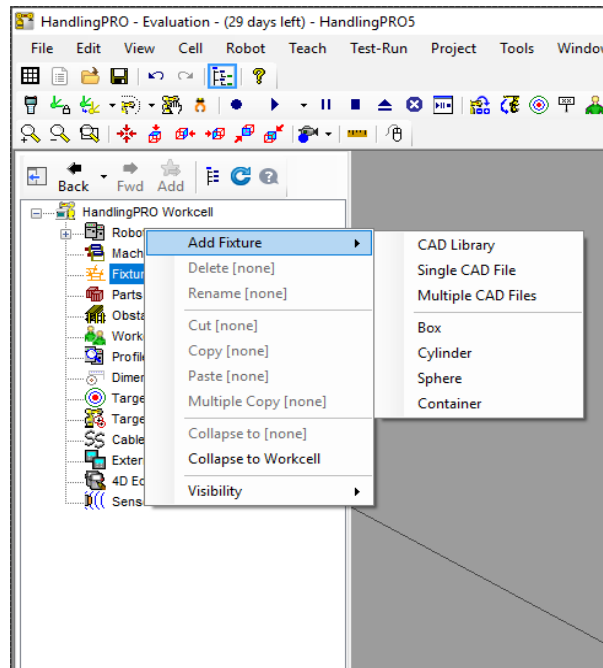 HandlingPRO - Evaluation - (29 days left) - HandlingPRO5
File Edit View Cell Robot Teach Test-Run Project Tools Windo
Back Fwd Add
HandlingPRO Workcell
Robo
Mach
Fixtur
Parts
Obsta
Work
Profil
Dimen
Targe
Targe
Cable
Exter
4D Ed
Sens
Add Fixture
Delete [none]
Rename [none]
Cut [none]
Copy [none]
Paste [none]
Multiple Copy [none]
Collapse to [none]
Collapse to Workcell
Visibility
CAD Library
Single CAD File
Multiple CAD Files
Box
Cylinder
Sphere
Container